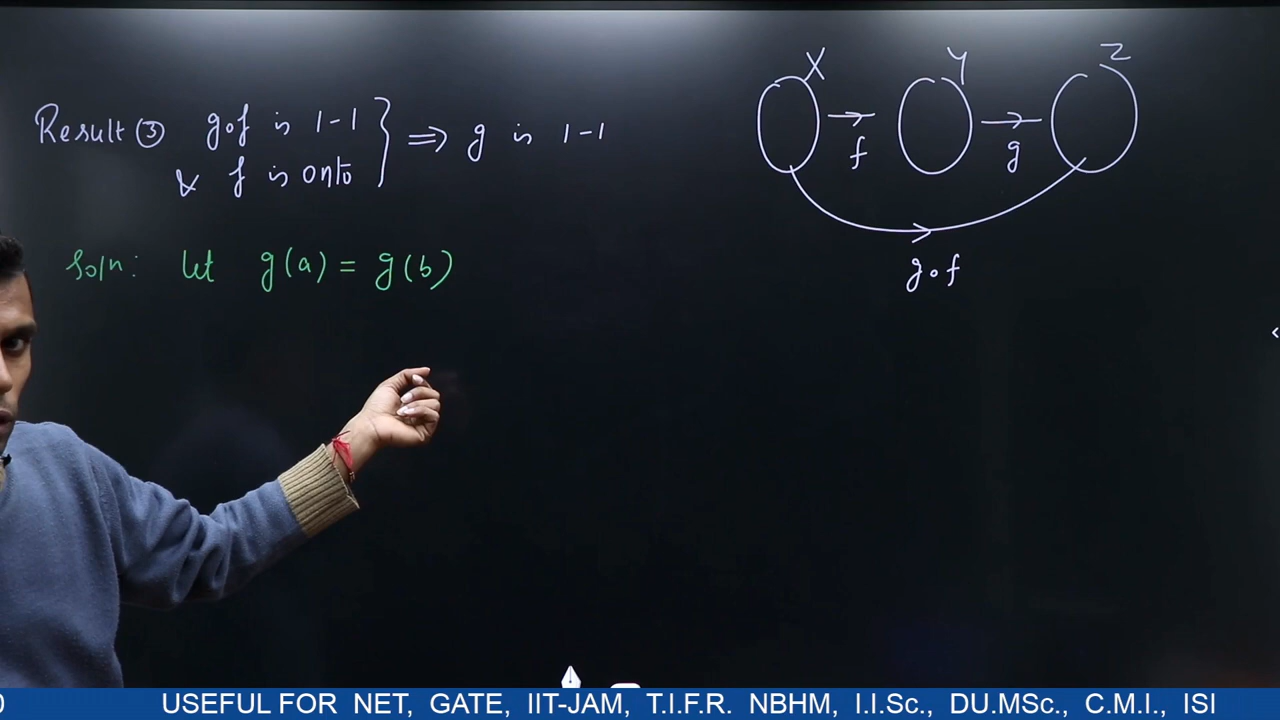 X Y Z
Result ③ gof is 1-1 } ⇒ g is 1-1
& f is onto
f g
gof
Soln: let g(a) = g(b)
<
0 USEFUL FOR NET, GATE, IIT-JAM, T.I.F.R. NBHM, I.I.Sc., DU.MSc., C.M.I., ISI